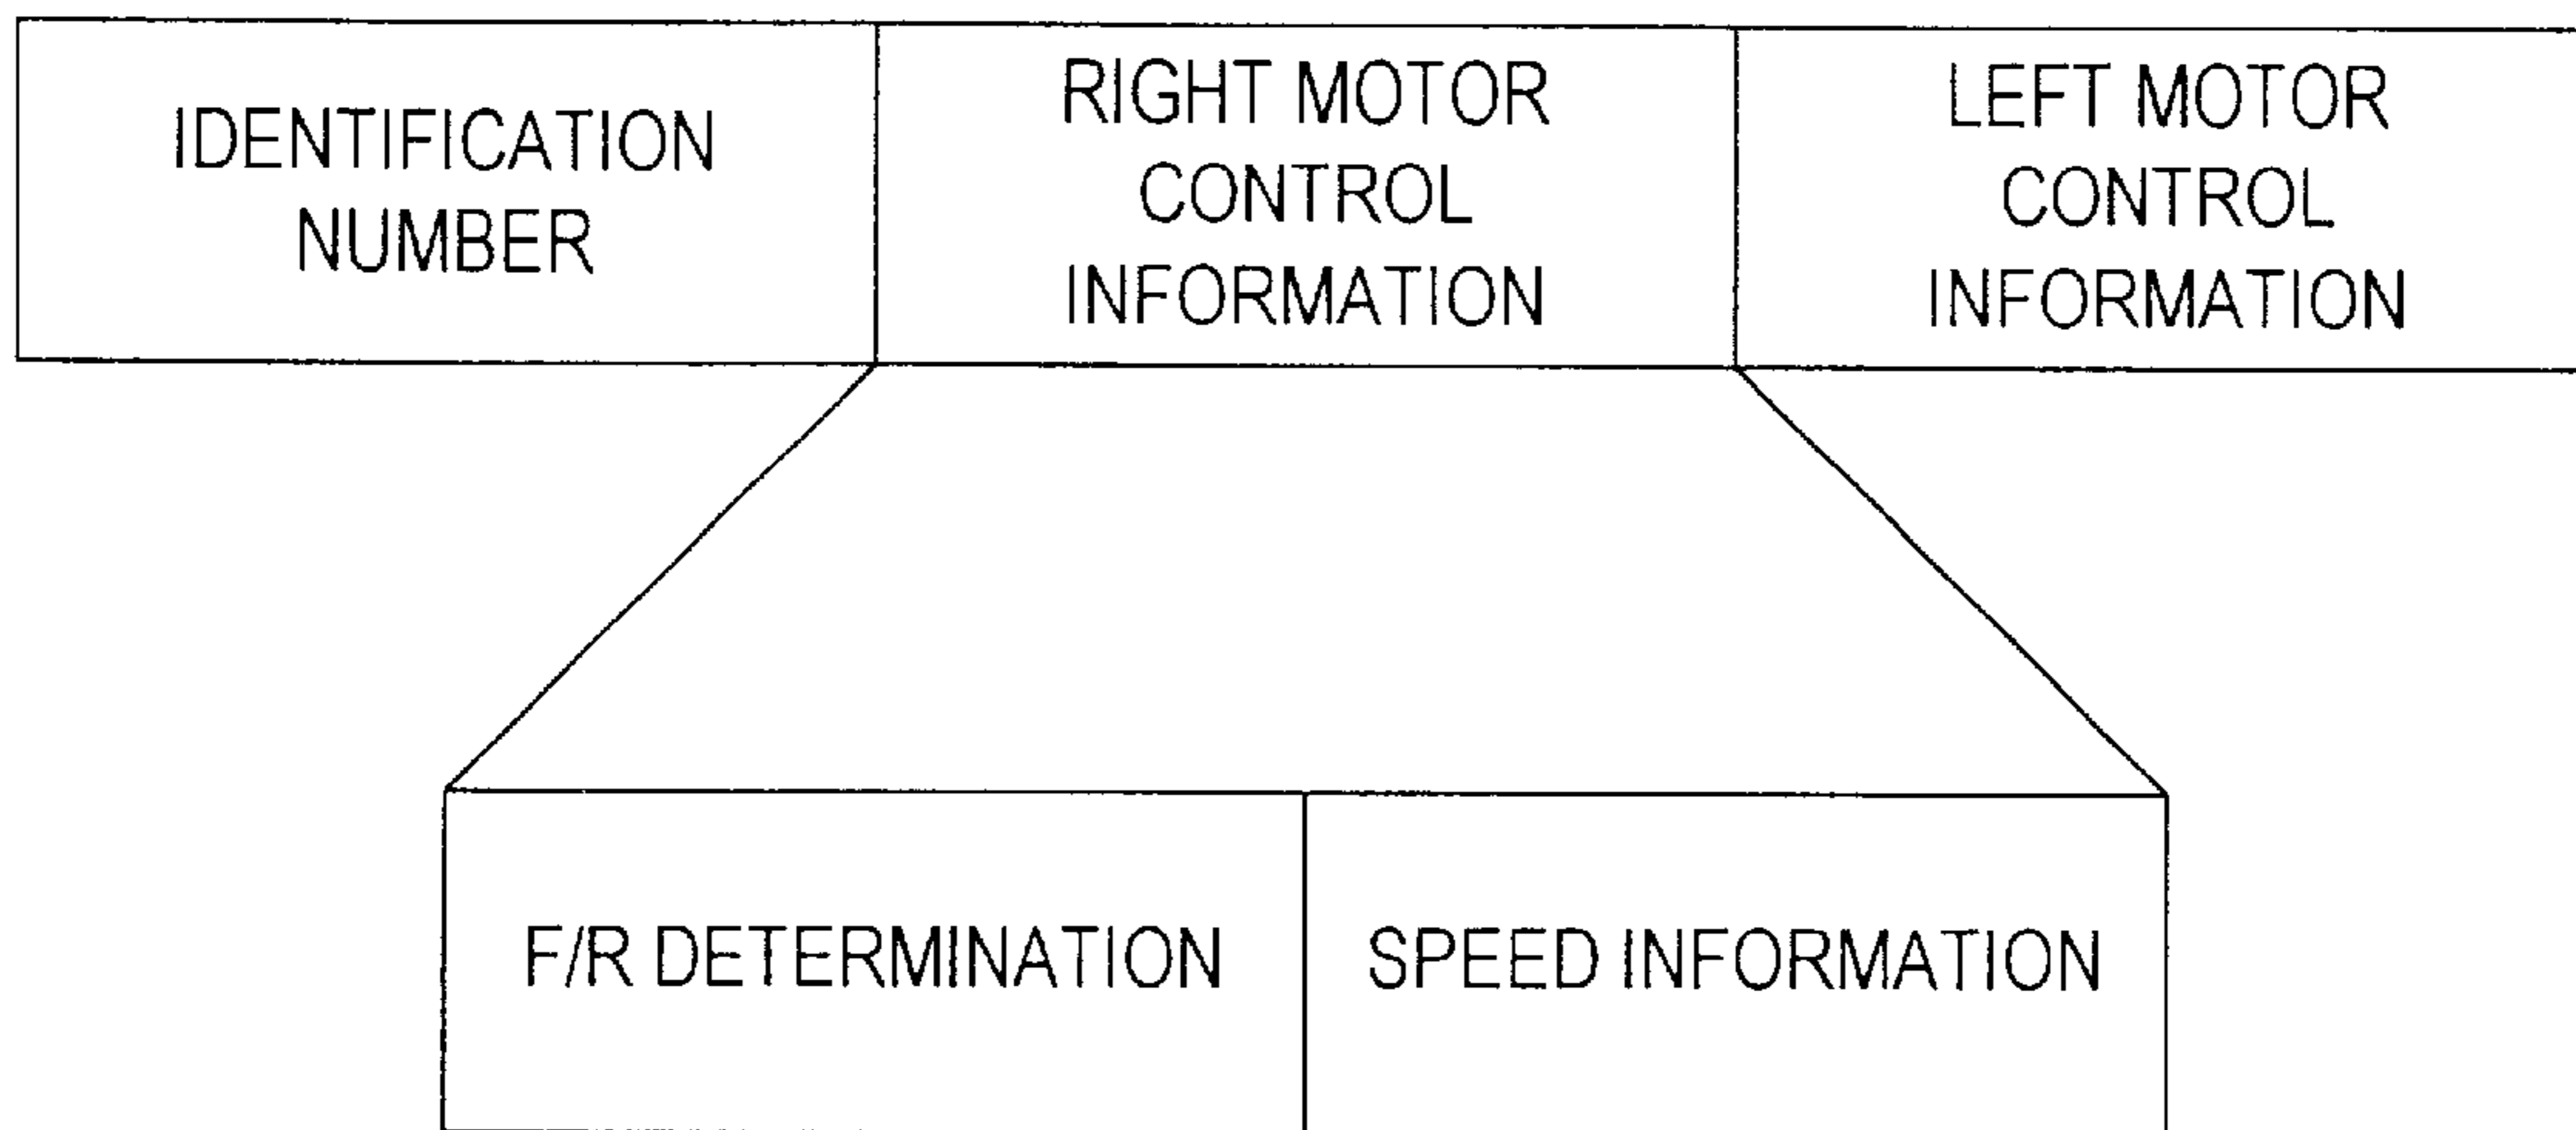 IDENTIFICATION
NUMBER
RIGHT MOTOR
CONTROL
INFORMATION
LEFT MOTOR
CONTROL
INFORMATION
F/R DETERMINATION
SPEED INFORMATION